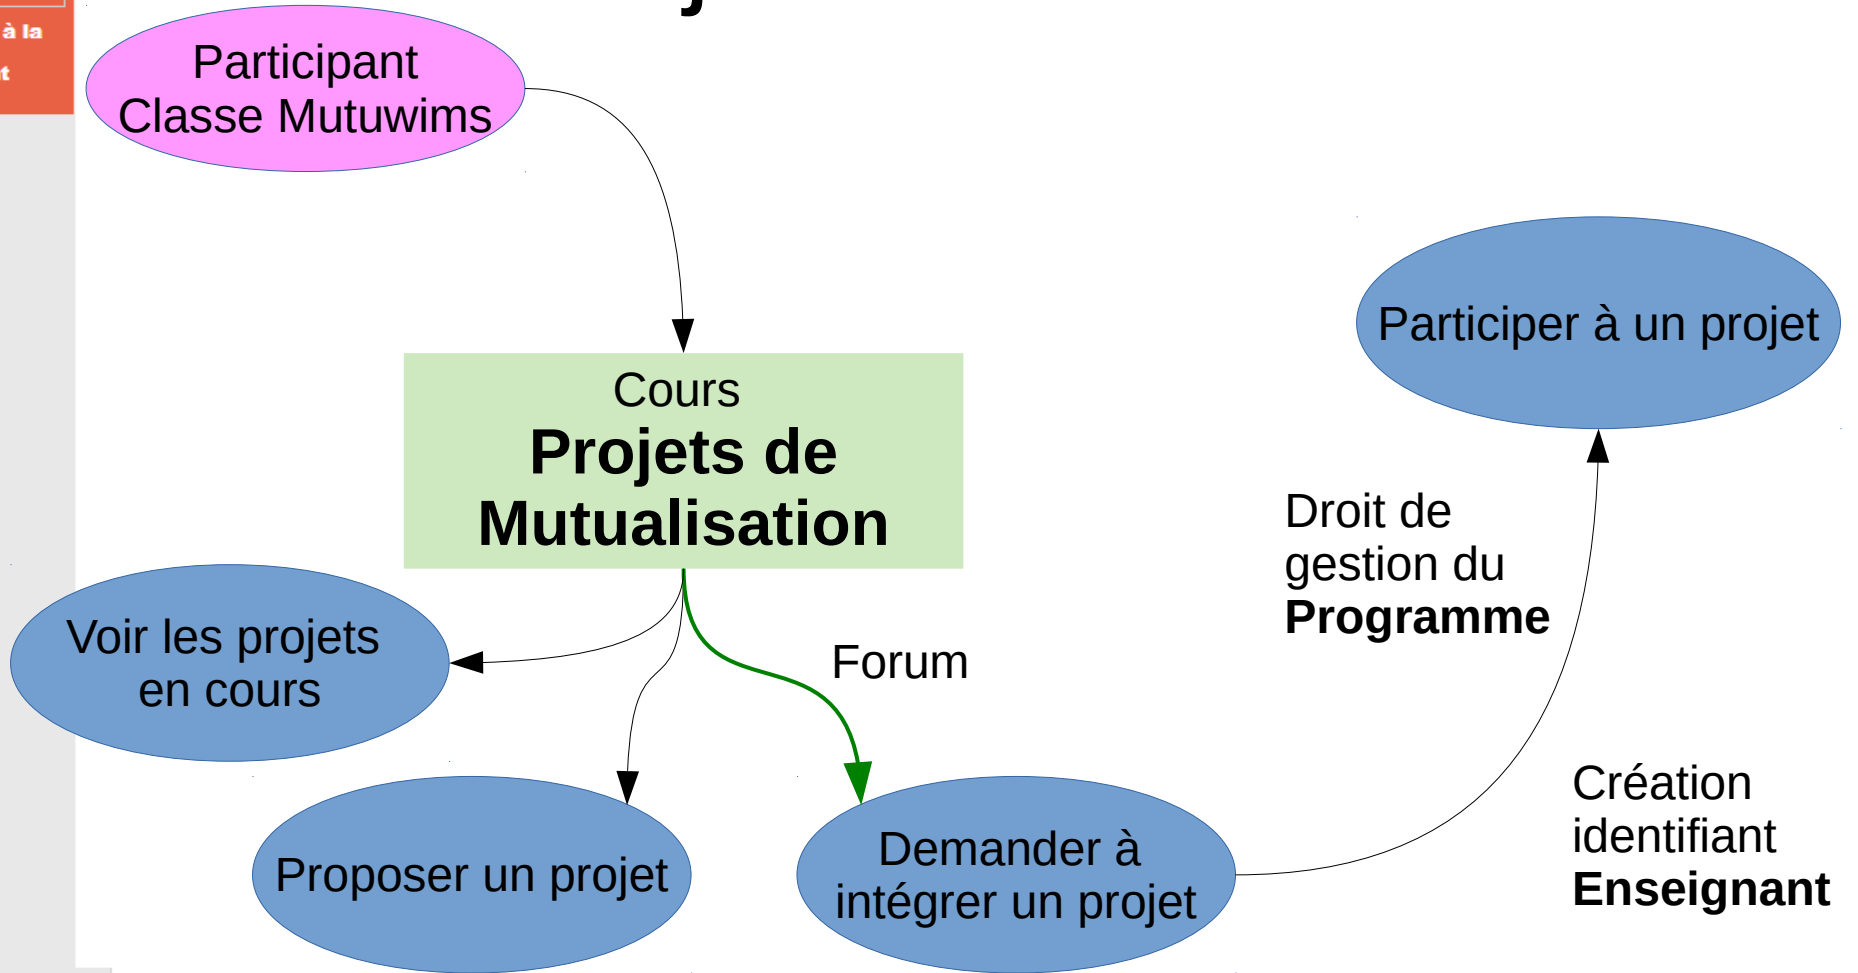 à la
Participant
Classe Mutuwims
Participer à un projet
Cours
Projets de
Mutualisation
Droit de
gestion du
Programme
Voir les projets
en cours
Forum
Création
identifiant
Enseignant
Proposer un projet
Demander à
intégrer un projet